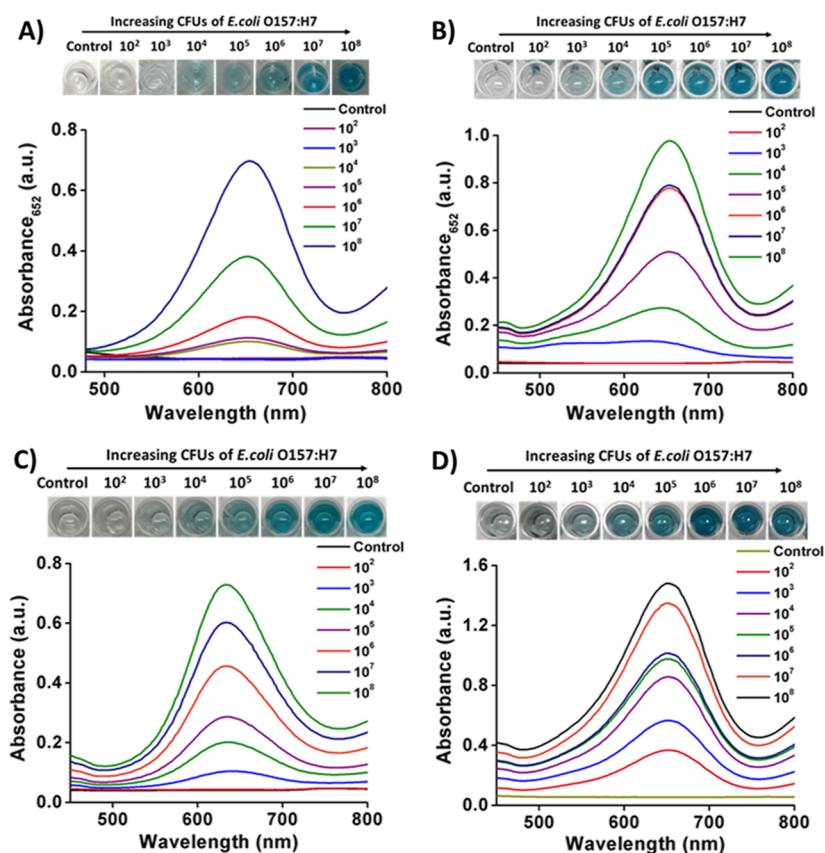 A)
Increasing CFUs of E.coli O157:H7
Control 10² 10³ 10⁴ 10⁵ 10⁶ 10⁷ 10⁸
Absorbance₆₅₂ (a.u.)
0.8
0.6
0.4
0.2
0.0
Control
10²
10³
10⁴
10⁵
10⁶
10⁷
10⁸
500 600 700 800
Wavelength (nm)
B)
Increasing CFUs of E.coli O157:H7
Control 10² 10³ 10⁴ 10⁵ 10⁶ 10⁷ 10⁸
Absorbance₆₅₂ (a.u.)
1.0
0.8
0.6
0.4
0.2
0.0
Control
10²
10³
10⁴
10⁵
10⁶
10⁷
10⁸
500 600 700 800
Wavelength (nm)
C)
Increasing CFUs of E.coli O157:H7
Control 10² 10³ 10⁴ 10⁵ 10⁶ 10⁷ 10⁸
Absorbance (a.u.)
0.8
0.6
0.4
0.2
0.0
Control
10²
10³
10⁴
10⁵
10⁶
10⁷
10⁸
500 600 700 800
Wavelength (nm)
D)
Increasing CFUs of E.coli O157:H7
Control 10² 10³ 10⁴ 10⁵ 10⁶ 10⁷ 10⁸
Absorbance (a.u.)
1.6
1.2
0.8
0.4
0.0
Control
10²
10³
10⁴
10⁵
10⁶
10⁷
10⁸
500 600 700 800
Wavelength (nm)